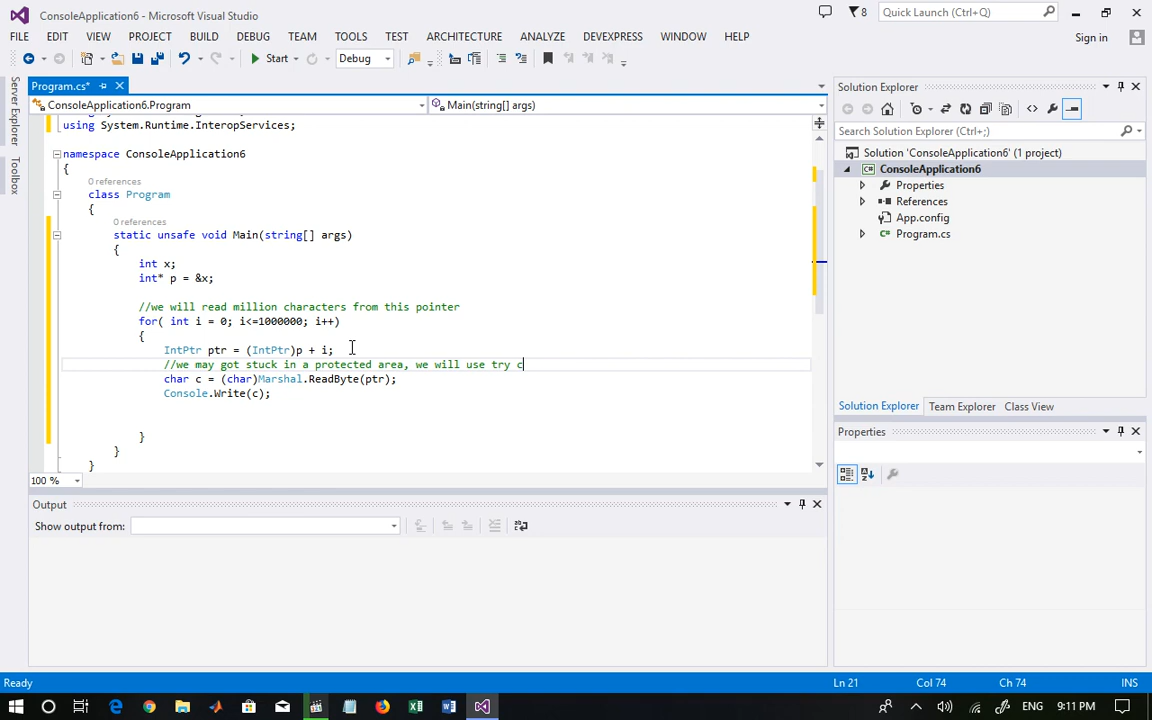 ConsoleApplication6 - Microsoft Visual Studio
8
Quick Launch (Ctrl+Q)
FILE EDIT VIEW PROJECT BUILD DEBUG TEAM TOOLS TEST ARCHITECTURE ANALYZE DEVEXPRESS WINDOW HELP
Sign in
Start Debug
Server Explorer
Toolbox
Program.cs*
ConsoleApplication6.Program
Main(string[] args)
using System.Runtime.InteropServices;
namespace ConsoleApplication6
{
0 references
class Program
{
0 references
static unsafe void Main(string[] args)
{
int x;
int* p = &x;
//we will read million characters from this pointer
for( int i = 0; i<=1000000; i++)
{
IntPtr ptr = (IntPtr)p + i;
//we may got stuck in a protected area, we will use try c
char c = (char)Marshal.ReadByte(ptr);
Console.Write(c);
}
}
}
100 %
Output
Show output from:
Solution Explorer
Search Solution Explorer (Ctrl+;)
Solution 'ConsoleApplication6' (1 project)
C# ConsoleApplication6
Properties
References
App.config
C# Program.cs
Solution Explorer Team Explorer Class View
Properties
Ready
Ln 21 Col 74 Ch 74 INS
ENG 9:11 PM